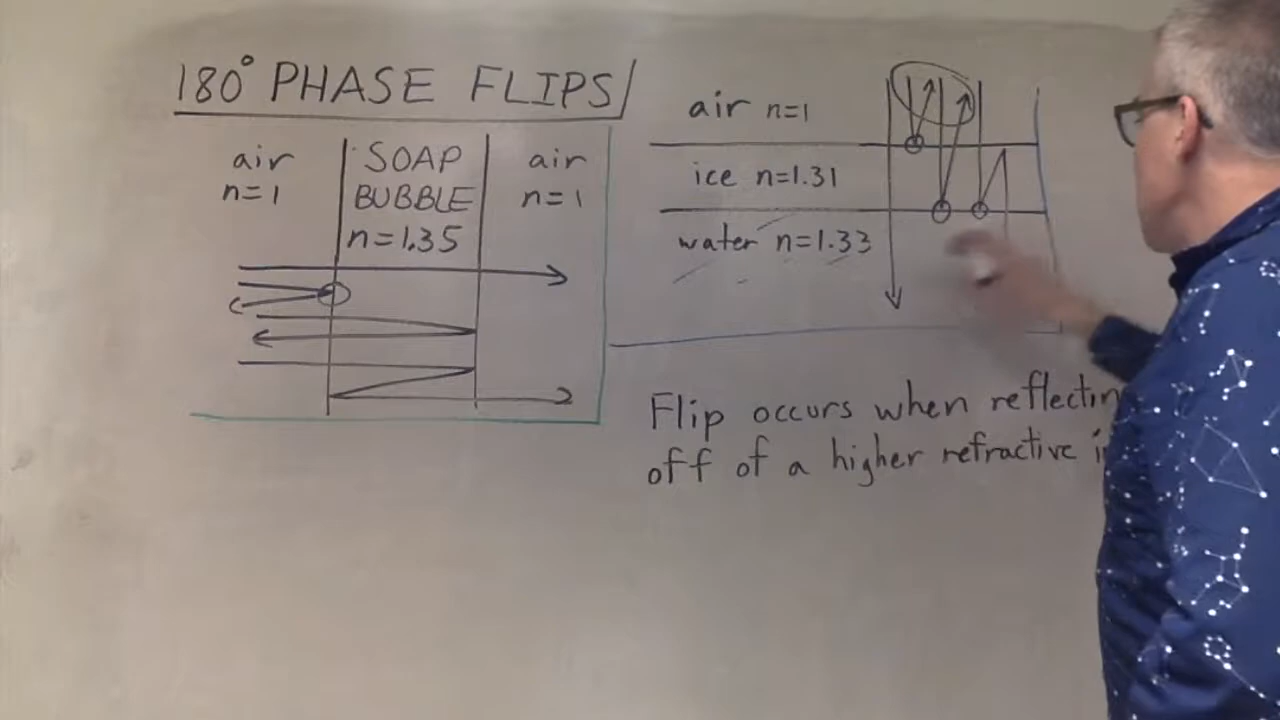 180° PHASE FLIPS
air
n=1
SOAP
BUBBLE
n=1.35
air
n=1
air n=1
ice n=1.31
water n=1.33
Flip occurs when reflectin
off of a higher refractive